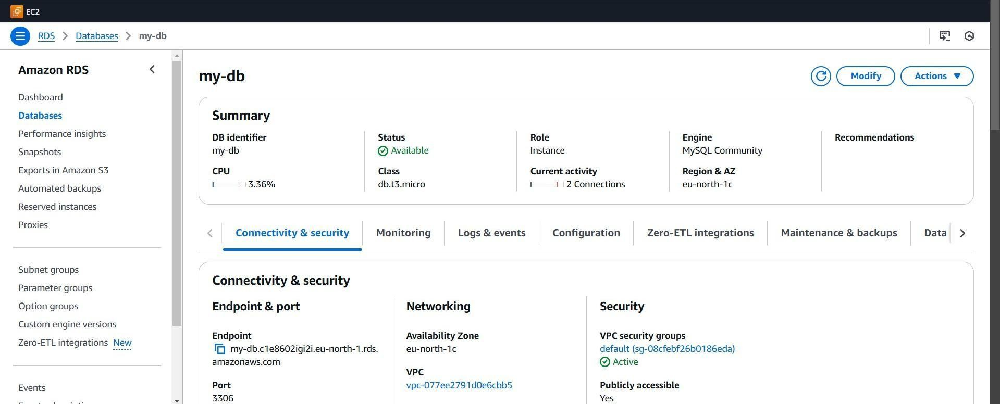 EC2
RDS > Databases > my-db
Amazon RDS
Dashboard
Databases
Performance insights
Snapshots
Exports in Amazon S3
Automated backups
Reserved instances
Proxies
Subnet groups
Parameter groups
Option groups
Custom engine versions
Zero-ETL integrations New
Events
my-db
Modify
Actions
Summary
DB identifier
my-db
Status
Available
Role
Instance
Engine
MySQL Community
Recommendations
CPU
3.36%
Class
db.t3.micro
Current activity
2 Connections
Region & AZ
eu-north-1c
Connectivity & security
Monitoring
Logs & events
Configuration
Zero-ETL integrations
Maintenance & backups
Data
Connectivity & security
Endpoint & port
Endpoint
my-db.c1e8602igi2i.eu-north-1.rds.
amazonaws.com
Port
3306
Networking
Availability Zone
eu-north-1c
VPC
vpc-077ee2791d0e6cbb5
Security
VPC security groups
default (sg-08cfebf26b0186eda)
Active
Publicly accessible
Yes